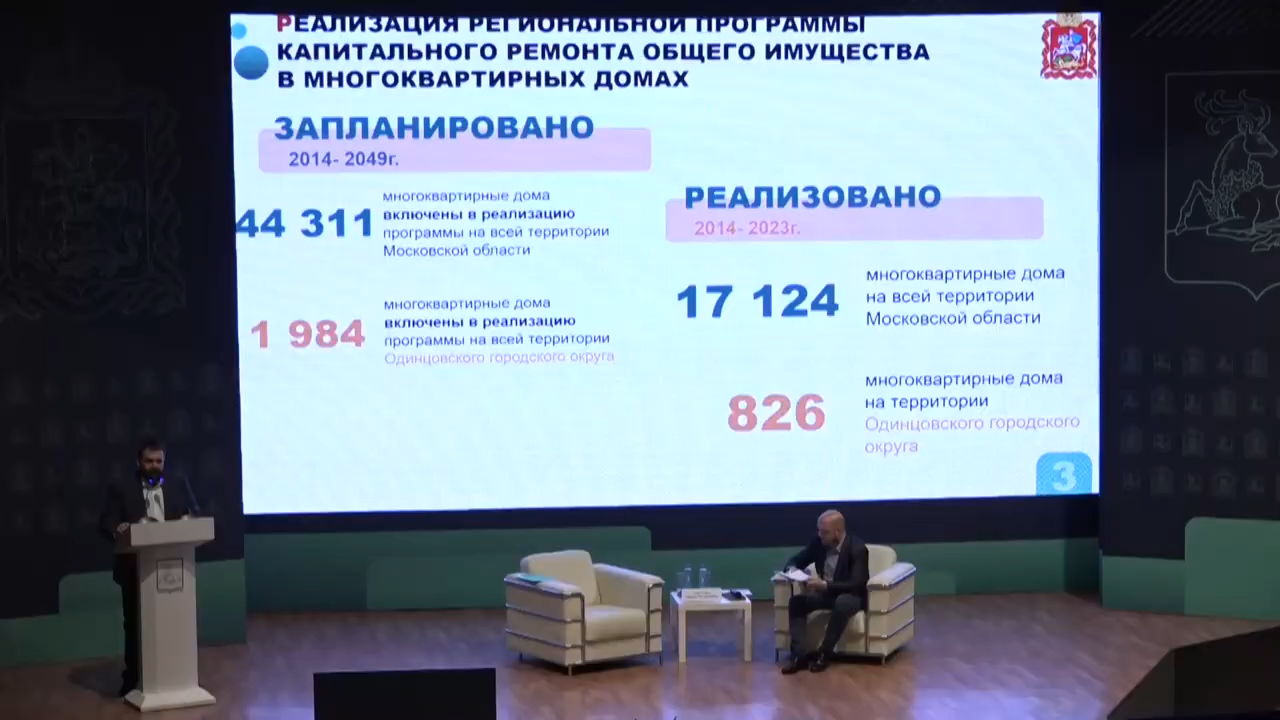 РЕАЛИЗАЦИЯ РЕГИОНАЛЬНОЙ ПРОГРАММЫ
КАПИТАЛЬНОГО РЕМОНТА ОБЩЕГО ИМУЩЕСТВА
В МНОГОКВАРТИРНЫХ ДОМАХ
ЗАПЛАНИРОВАНО
2014- 2049г.
44 311
многоквартирные дома
включены в реализацию
программы на всей территории
Московской области
1 984
многоквартирные дома
включены в реализацию
программы на всей территории
Одинцовского городского округа
РЕАЛИЗОВАНО
2014- 2023г.
17 124
многоквартирные дома
на всей территории
Московской области
826
многоквартирные дома
на территории
Одинцовского городского
округа
3